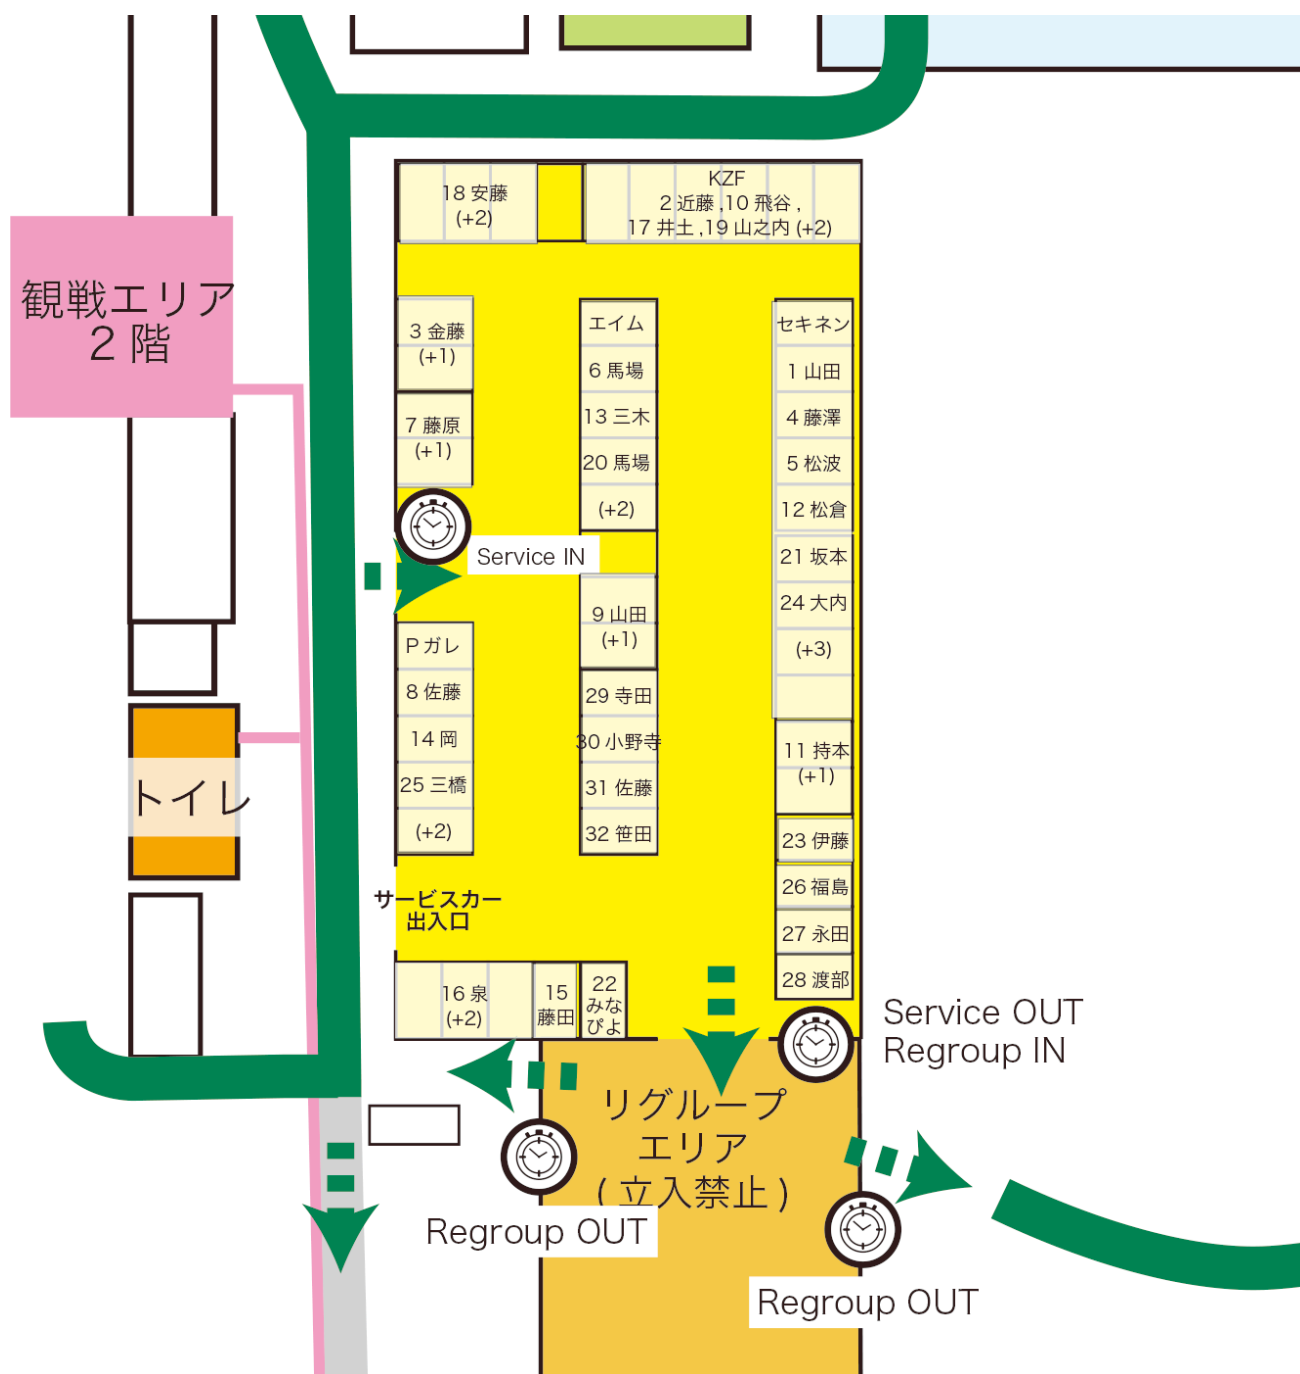 18 安藤
(+2)
KZF
2 近藤 ,10 飛谷 ,
17 井土 ,19 山之内 (+2)
観戦エリア
2 階
3 金藤
(+1)
7 藤原
(+1)
エイム
6 馬場
13 三木
20 馬場
(+2)
セキネン
1 山田
4 藤澤
5 松波
12 松倉
21 坂本
24 大内
(+3)
Service IN
9 山田
(+1)
P ガレ
8 佐藤
14 岡
25 三橋
(+2)
29 寺田
30 小野寺
31 佐藤
32 笹田
11 持本
(+1)
23 伊藤
26 福島
27 永田
28 渡部
トイレ
サービスカー
出入口
16 泉
(+2)
15
藤田
22
みな
ぴよ
Service OUT
Regroup IN
リグループ
エリア
( 立入禁止 )
Regroup OUT
Regroup OUT